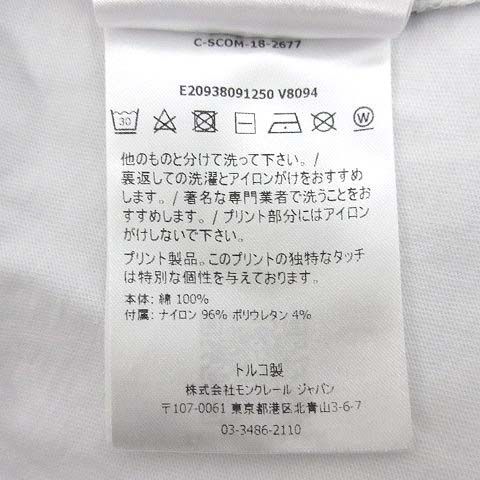 C-SCOM-18-2677
E20938091250 V8094
30
W
他のものと分けて洗って下さい。/
裏返しての洗濯とアイロンがけをおすすめ
します。/ 著名な専門業者で洗うことをお
すすめします。/ プリント部分にはアイロン
がけしないで下さい。
プリント製品。このプリントの独特なタッチ
は特別な個性を与えております。
本体: 綿 100%
付属: ナイロン 96% ポリウレタン 4%
トルコ製
株式会社モンクレール ジャパン
〒107-0061 東京都港区北青山3-6-7
03-3486-2110